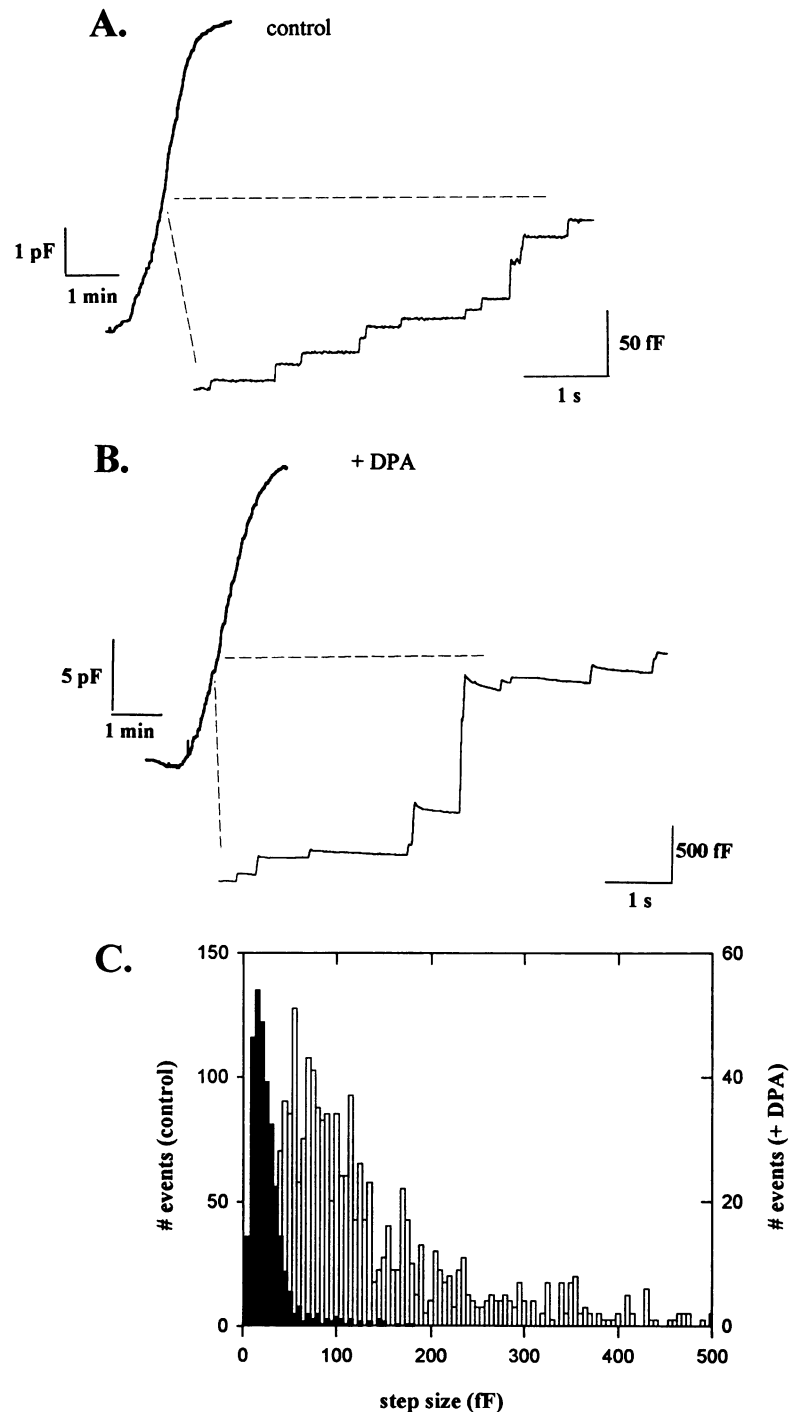 A.
control
1 pF
1 min
50 fF
1 s
B.
+ DPA
5 pF
1 min
500 fF
1 s
C.
150
60
# events (control)
100
40
# events (+ DPA)
50
20
0
0
0
100
200
300
400
500
step size (fF)